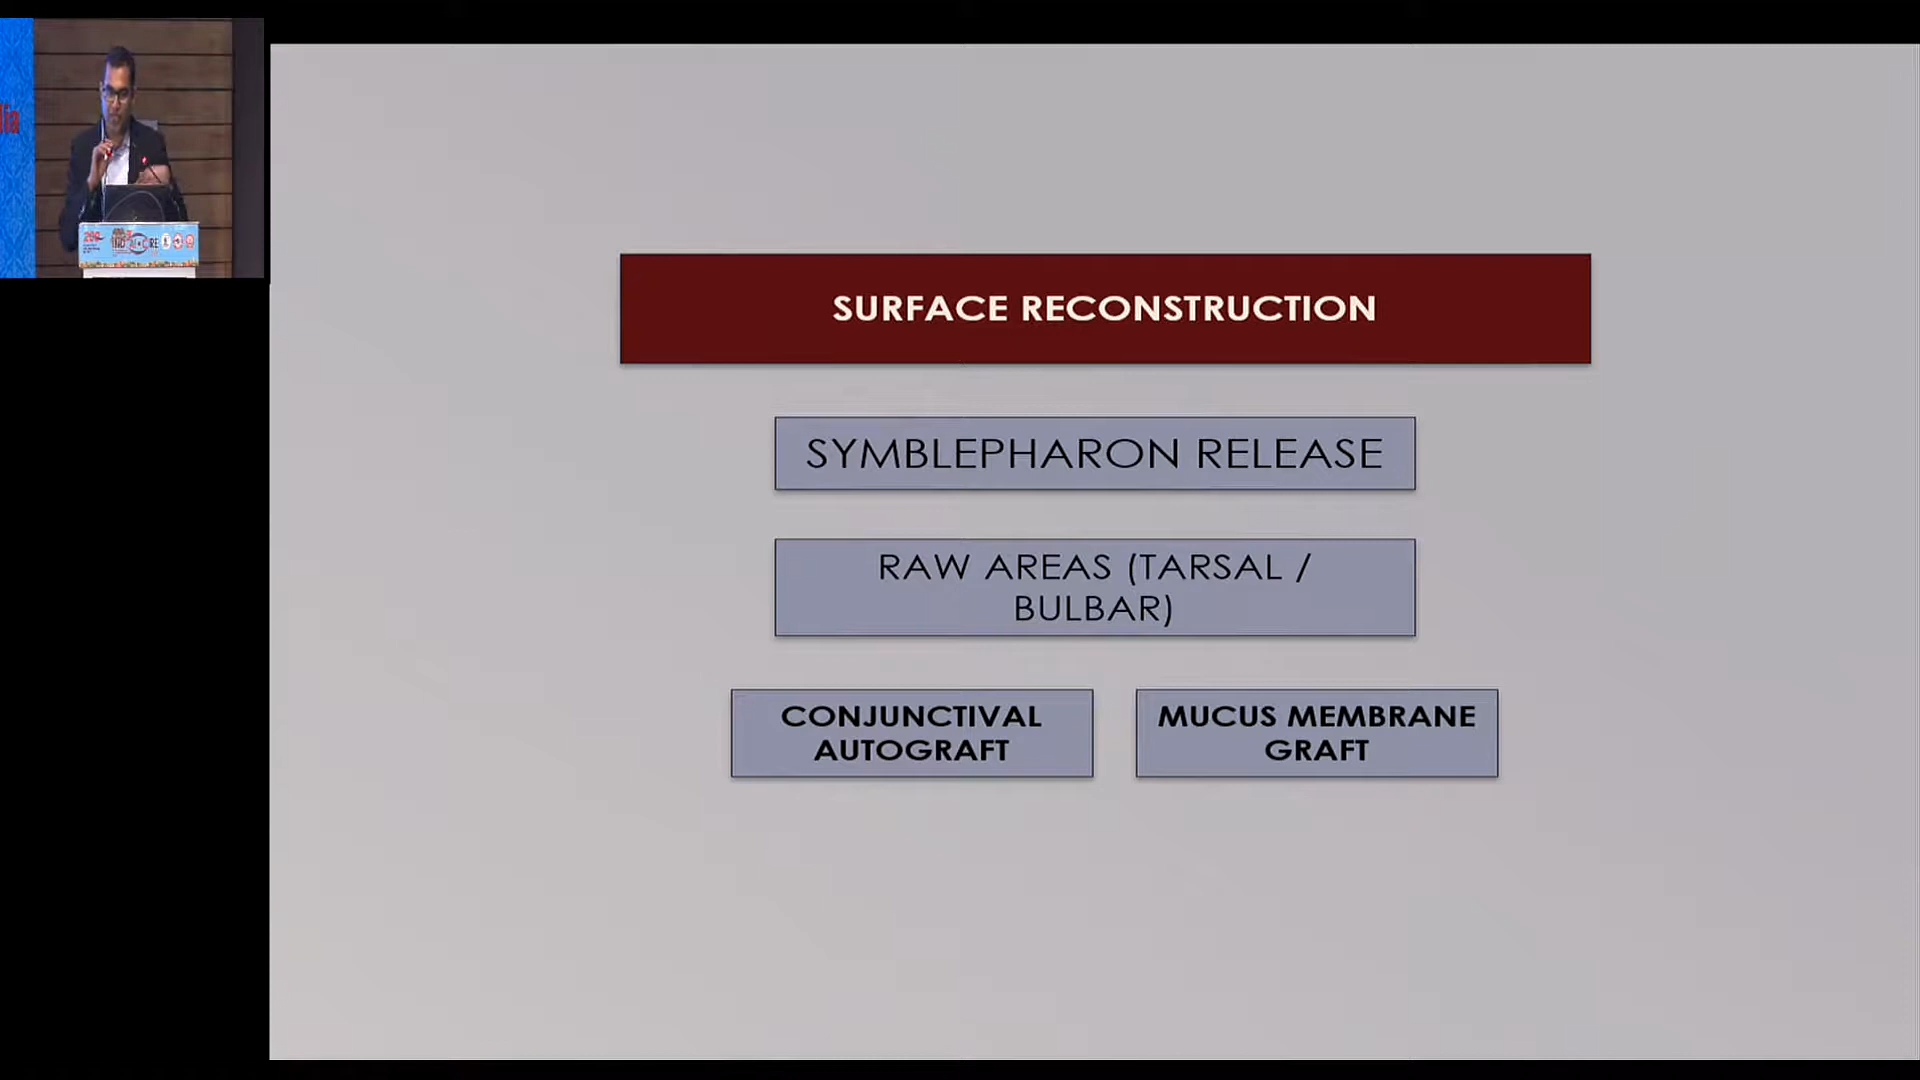 SURFACE RECONSTRUCTION
SYMBLEPHARON RELEASE
RAW AREAS (TARSAL /
BULBAR)
CONJUNCTIVAL
AUTOGRAFT
MUCUS MEMBRANE
GRAFT